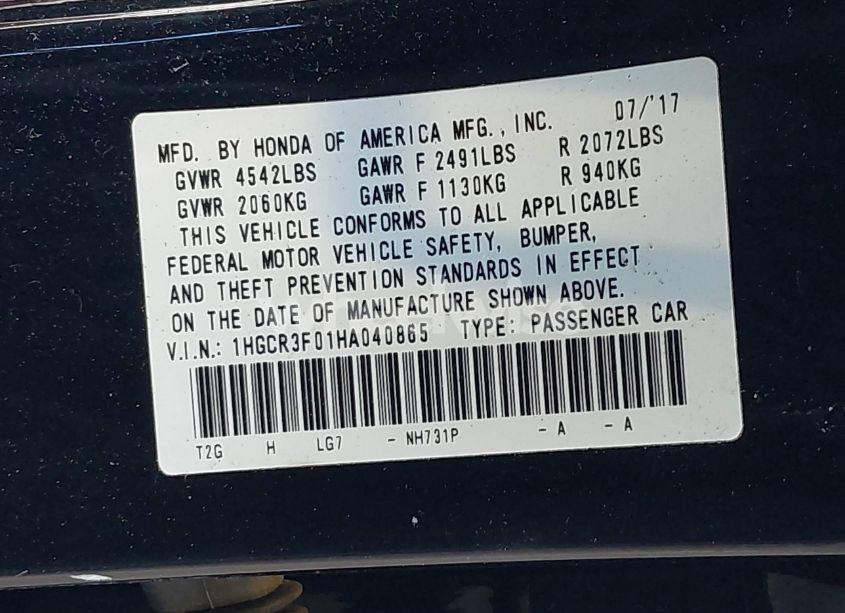 MFD. BY HONDA OF AMERICA MFG., INC. 07/'17
GVWR 4542LBS GAWR F 2491LBS R 2072LBS
GVWR 2060KG GAWR F 1130KG R 940KG
THIS VEHICLE CONFORMS TO ALL APPLICABLE
FEDERAL MOTOR VEHICLE SAFETY, BUMPER,
AND THEFT PREVENTION STANDARDS IN EFFECT
ON THE DATE OF MANUFACTURE SHOWN ABOVE.
V.I.N.: 1HGCR3F01HA040865 TYPE: PASSENGER CAR
T2G H LG7 - NH731P - A - A